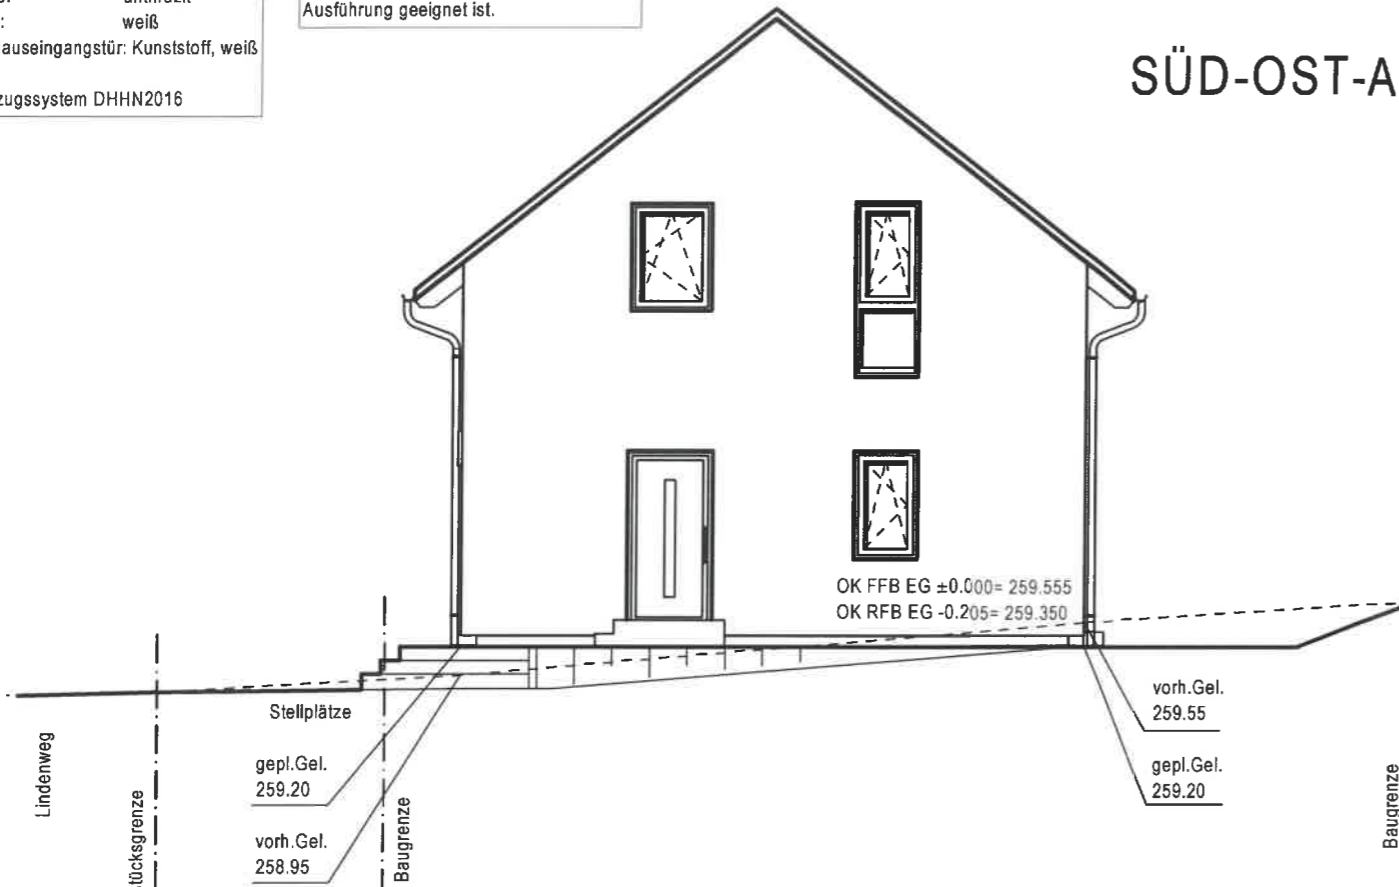 weiß
auseingangstür: Kunststoff, weiß
zugssystem DHHN2016
Ausführung geeignet ist.
SÜD-OST-A
OK FFB EG ±0.000= 259.555
OK RFB EG -0.205= 259.350
Stellplätze
Lindenweg
tücksgrenze
gepl.Gel.
259.20
vorh.Gel.
258.95
Baugrenze
vorh.Gel.
259.55
gepl.Gel.
259.20
Baugrenze